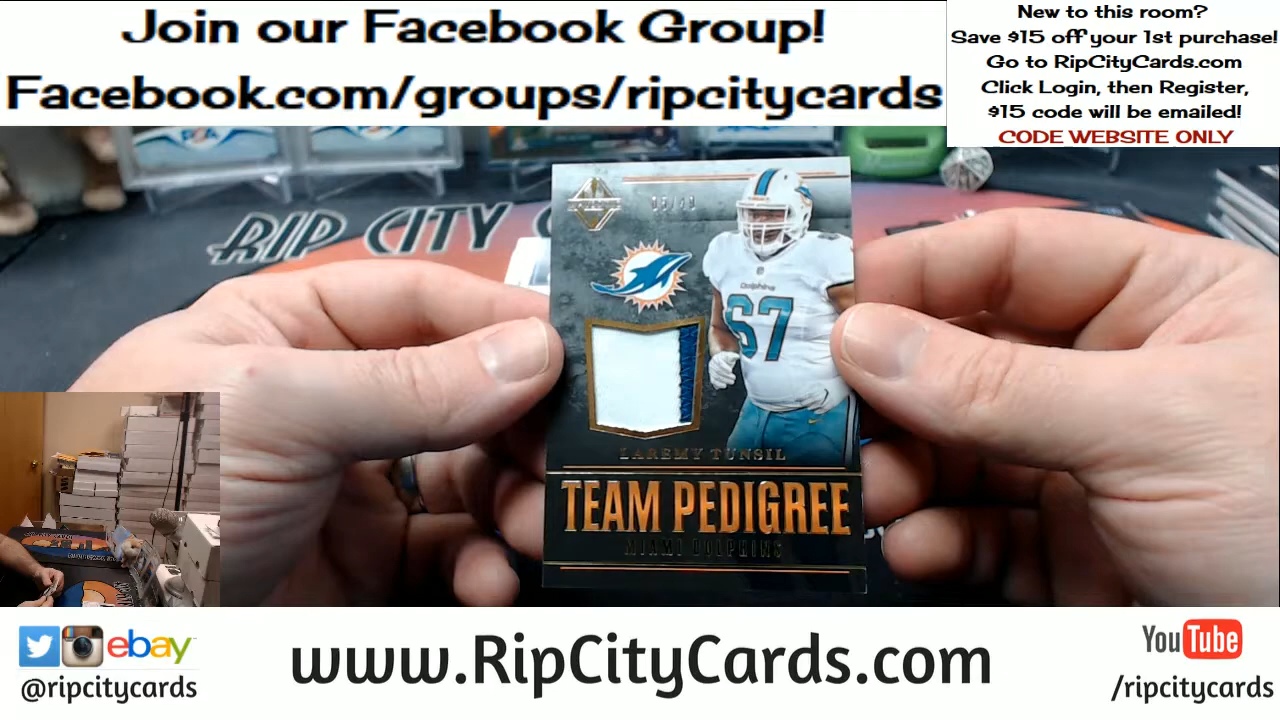 Join our Facebook Group!
Facebook.com/groups/ripcitycards
New to this room?
Save $15 off your 1st purchase!
Go to RipCityCards.com
Click Login, then Register,
$15 code will be emailed!
CODE WEBSITE ONLY
RIP CITY
Dolphins
67
LAREMY TUNSIL
TEAM PEDIGREE
MIAMI DOLPHINS
ebay
@ripcitycards
www.RipCityCards.com
YouTube
/ripcitycards